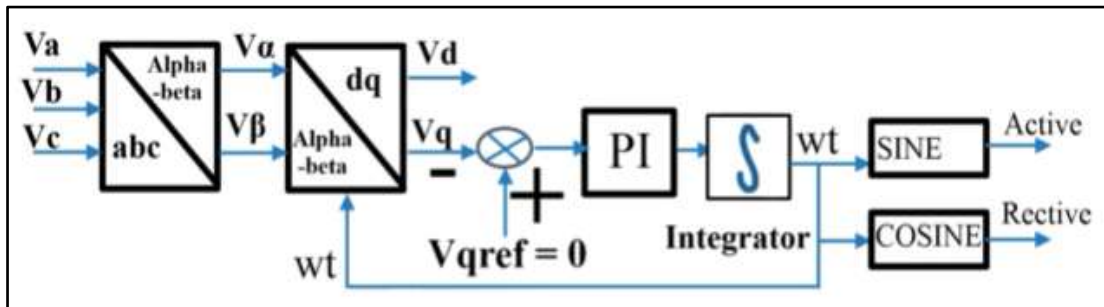 Va
Vb
Vc
abc
Alpha
-beta
Vα
Vβ
dq
Alpha
-beta
Vd
Vq
-
+
Vqref = 0
PI
∫
Integrator
wt
wt
SINE
COSINE
Active
Rective